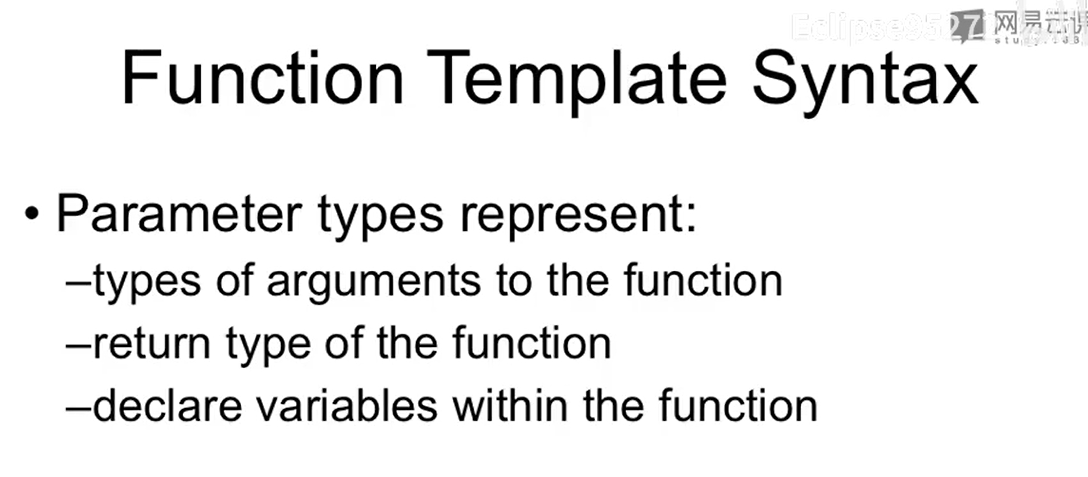 Eclipse9527
网易云课
study.163
Function Template Syntax
• Parameter types represent:
–types of arguments to the function
–return type of the function
–declare variables within the function